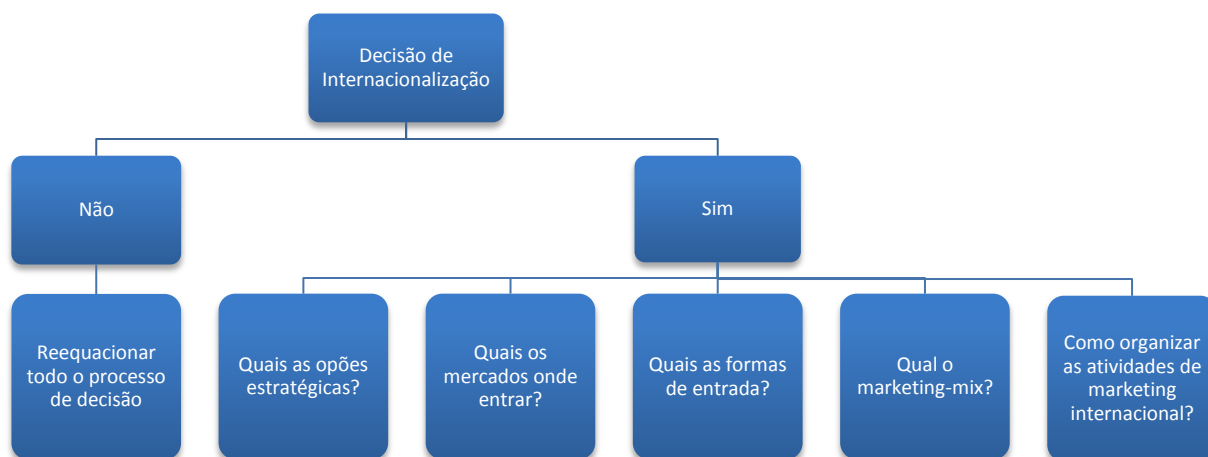 Decisão de
Internacionalização
Não
Sim
Reequacionar
todo o processo
de decisão
Quais as opões
estratégicas?
Quais os
mercados onde
entrar?
Quais as formas
de entrada?
Qual o
marketing-mix?
Como organizar
as atividades de
marketing
internacional?